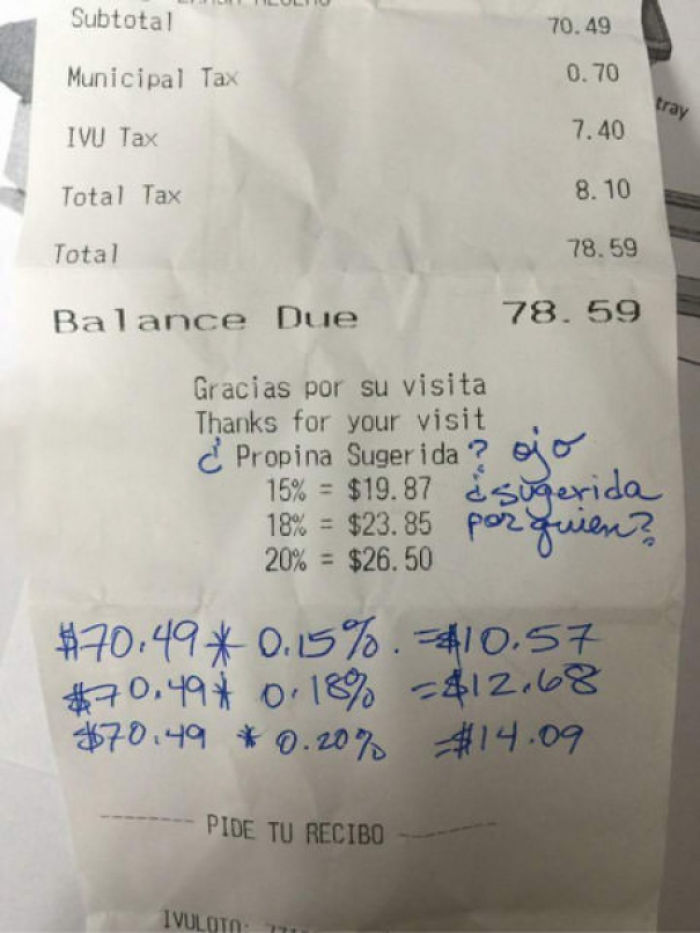 Subtotal 70.49
Municipal Tax 0.70
tray
IVU Tax 7.40
Total Tax 8.10
Total 78.59
Balance Due 78.59
Gracias por su visita
Thanks for your visit
¿ Propina Sugerida ? ojo
15% = $19.87 ¿sugerida
18% = $23.85 por quien?
20% = $26.50
$70.49 * 0.15%. = $10.57
$70.49 * 0.18% = $12.68
$70.49 * 0.20% = $14.09
-------- PIDE TU RECIBO --------
IVULOTO: